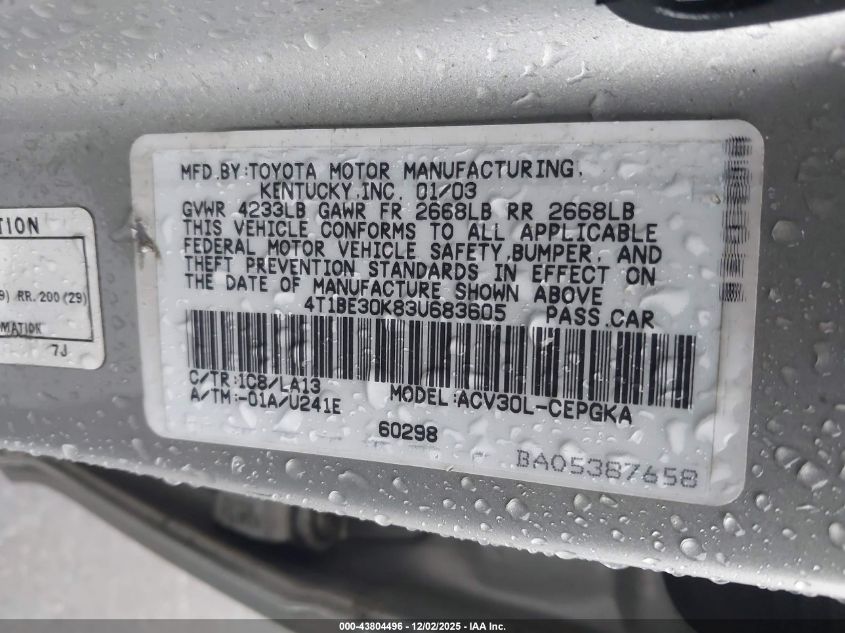 TION
9) RR. 200 (29)
RMATION
7J
MFD.BY:TOYOTA MOTOR MANUFACTURING,
KENTUCKY,INC. 01/03
GVWR 4233LB GAWR FR 2668LB RR 2668LB
THIS VEHICLE CONFORMS TO ALL APPLICABLE
FEDERAL MOTOR VEHICLE SAFETY,BUMPER, AND
THEFT PREVENTION STANDARDS IN EFFECT ON
THE DATE OF MANUFACTURE SHOWN ABOVE
4T1BE30K83U683605 PASS.CAR
C/TR:1C8/LA13
A/TM:-01A/U241E
MODEL:ACV30L-CEPGKA
60298
BA05387658
000-43804496 - 12/02/2025 - IAA Inc.